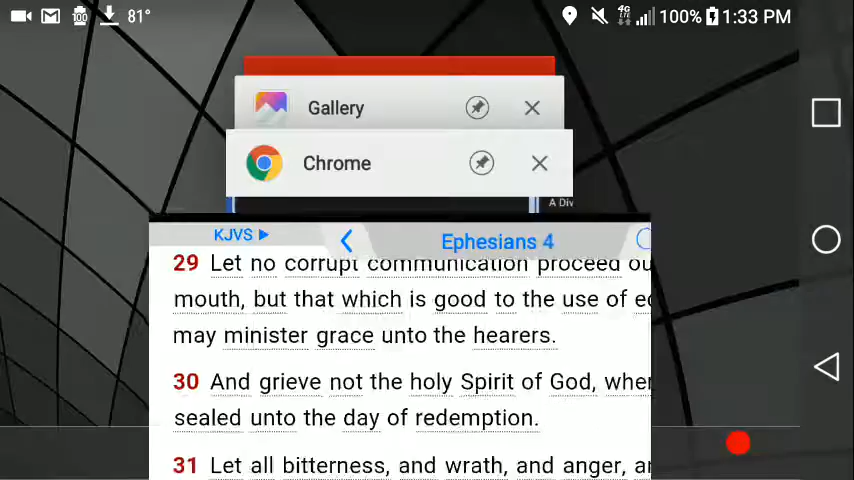 100 81° 4G LTE 100% 1:33 PM
Gallery
Chrome
A Div
KJVS ▶ Ephesians 4
29 Let no corrupt communication proceed ou
mouth, but that which is good to the use of
may minister grace unto the hearers.
30 And grieve not the holy Spirit of God,
sealed unto the day of redemption.
31 Let all bitterness, and wrath, and anger,